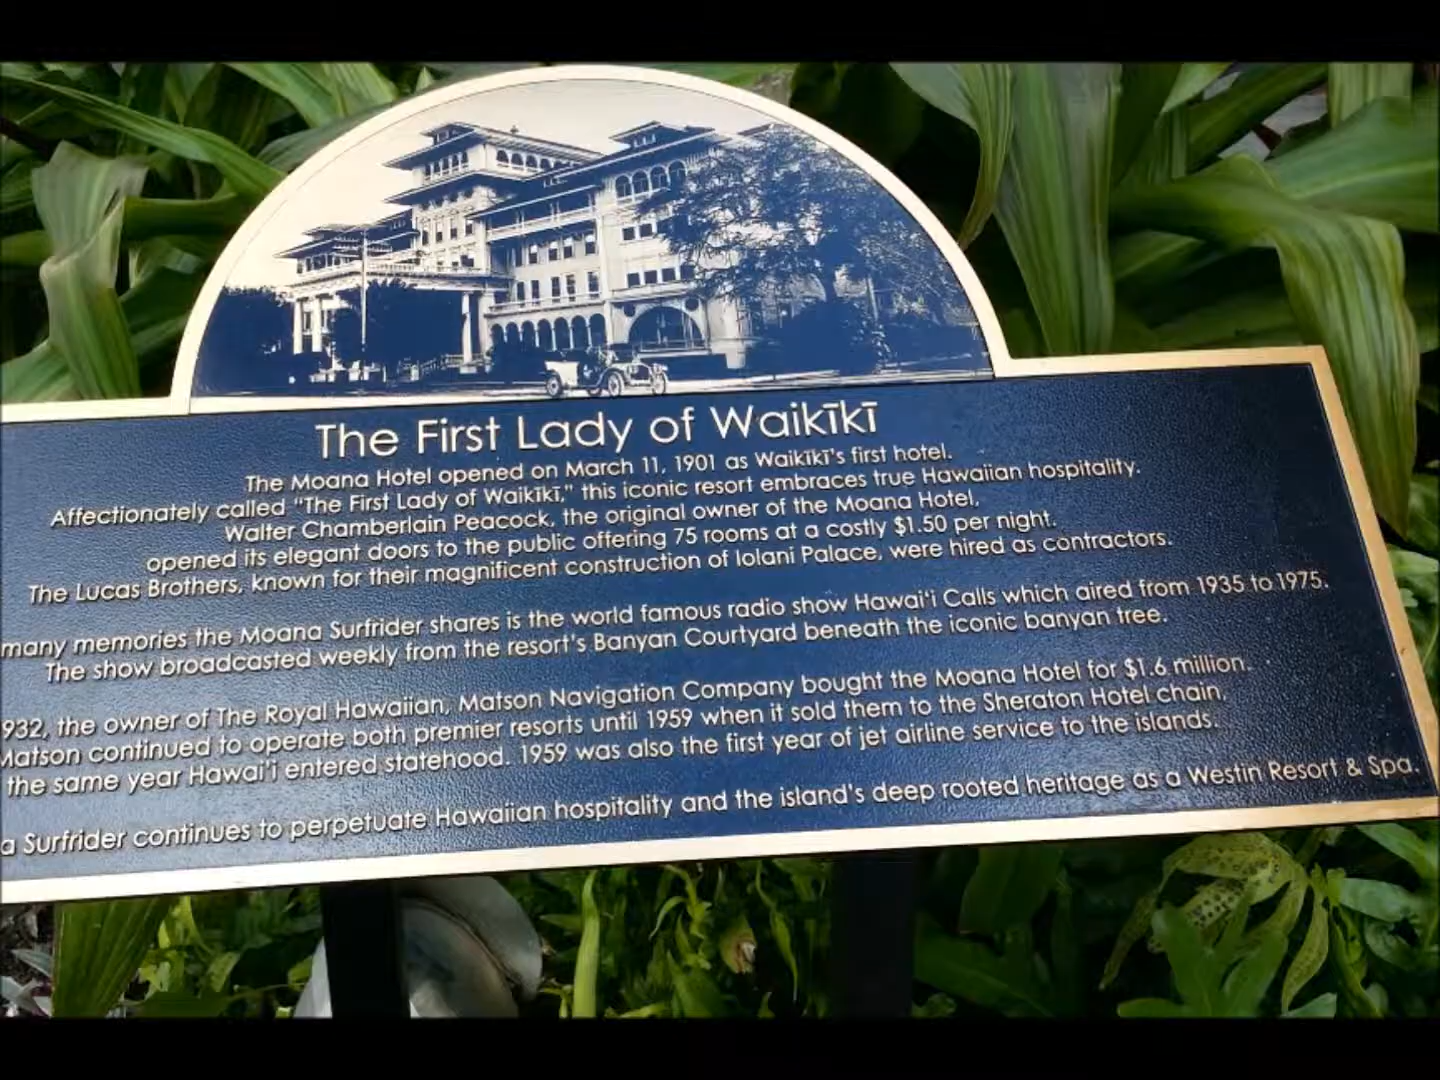 The First Lady of Waikīkī
The Moana Hotel opened on March 11, 1901 as Waikīkī's first hotel.
Affectionately called "The First Lady of Waikīkī," this iconic resort embraces true Hawaiian hospitality.
Walter Chamberlain Peacock, the original owner of the Moana Hotel,
opened its elegant doors to the public offering 75 rooms at a costly $1.50 per night.
The Lucas Brothers, known for their magnificent construction of Iolani Palace, were hired as contractors.
many memories the Moana Surfrider shares is the world famous radio show Hawai'i Calls which aired from 1935 to 1975.
The show broadcasted weekly from the resort's Banyan Courtyard beneath the iconic banyan tree.
932, the owner of The Royal Hawaiian, Matson Navigation Company bought the Moana Hotel for $1.6 million.
Matson continued to operate both premier resorts until 1959 when it sold them to the Sheraton Hotel chain,
the same year Hawai'i entered statehood. 1959 was also the first year of jet airline service to the islands.
a Surfrider continues to perpetuate Hawaiian hospitality and the island's deep rooted heritage as a Westin Resort & Spa.